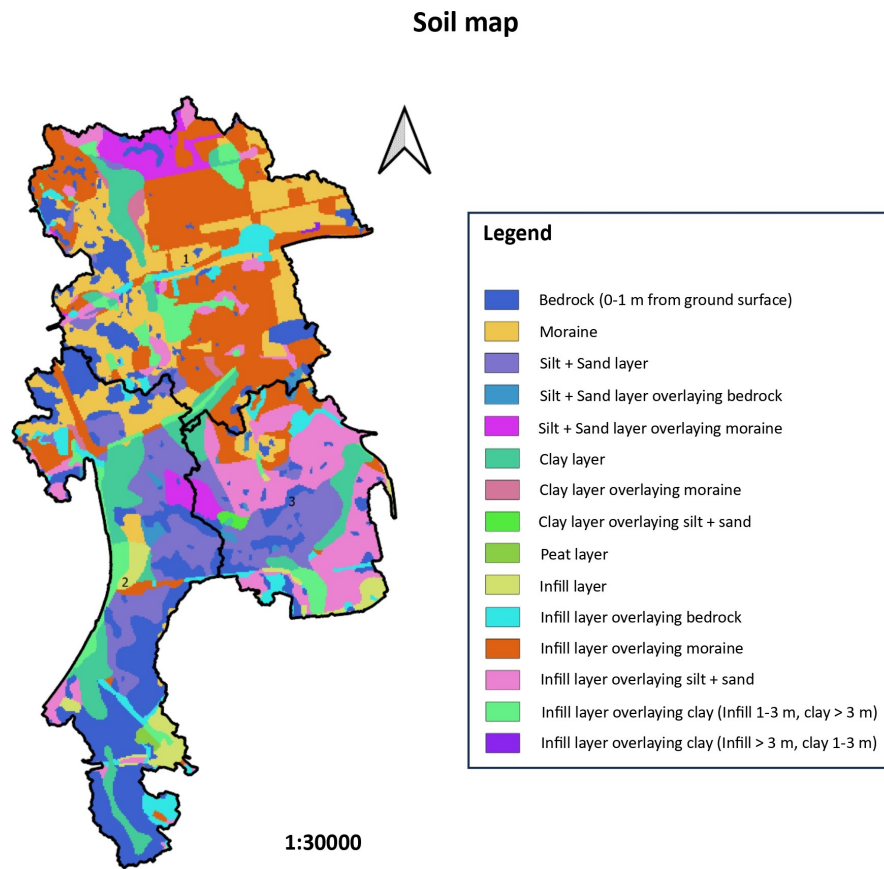 Soil map
1
2
3
1:30000
Legend
Bedrock (0-1 m from ground surface)
Moraine
Silt + Sand layer
Silt + Sand layer overlaying bedrock
Silt + Sand layer overlaying moraine
Clay layer
Clay layer overlaying moraine
Clay layer overlaying silt + sand
Peat layer
Infill layer
Infill layer overlaying bedrock
Infill layer overlaying moraine
Infill layer overlaying silt + sand
Infill layer overlaying clay (Infill 1-3 m, clay > 3 m)
Infill layer overlaying clay (Infill > 3 m, clay 1-3 m)